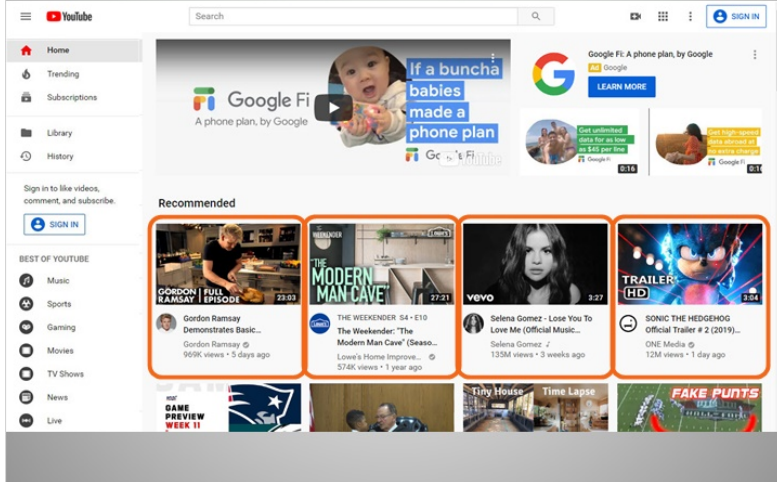 YouTube
Search
SIGN IN
Home
Trending
Subscriptions
Library
History
Sign in to like videos,
comment, and subscribe.
SIGN IN
BEST OF YOUTUBE
Music
Sports
Gaming
Movies
TV Shows
News
Live
Google Fi
A phone plan, by Google
If a buncha
babies
made a
phone plan
YouTube
Google Fi: A phone plan, by Google
Ad Google
LEARN MORE
Get unlimited
data for as low
as $45 per line
Google Fi
0:16
Get high-speed
data abroad at
no extra charge
Google Fi
0:16
Recommended
GORDON | FULL
RAMSAY | EPISODE
23:03
Gordon Ramsay
Demonstrates Basic...
Gordon Ramsay
969K views • 5 days ago
WEEKENDER
LOWE'S
"THE
MODERN
MAN CAVE"
27:21
LOWE'S
THE WEEKENDER S4 • E10
The Weekender: "The
Modern Man Cave" (Seaso...
Lowe's Home Improve...
574K views • 1 year ago
vevo
3:27
Selena Gomez - Lose You To
Love Me (Official Music...
Selena Gomez
135M views • 3 weeks ago
TRAILER
HD
3:04
SONIC THE HEDGEHOG
Official Trailer # 2 (2019)...
ONE Media
12M views • 1 day ago
GAME
PREVIEW
WEEK 11
Tiny House Time Lapse
FAKE PUNTS